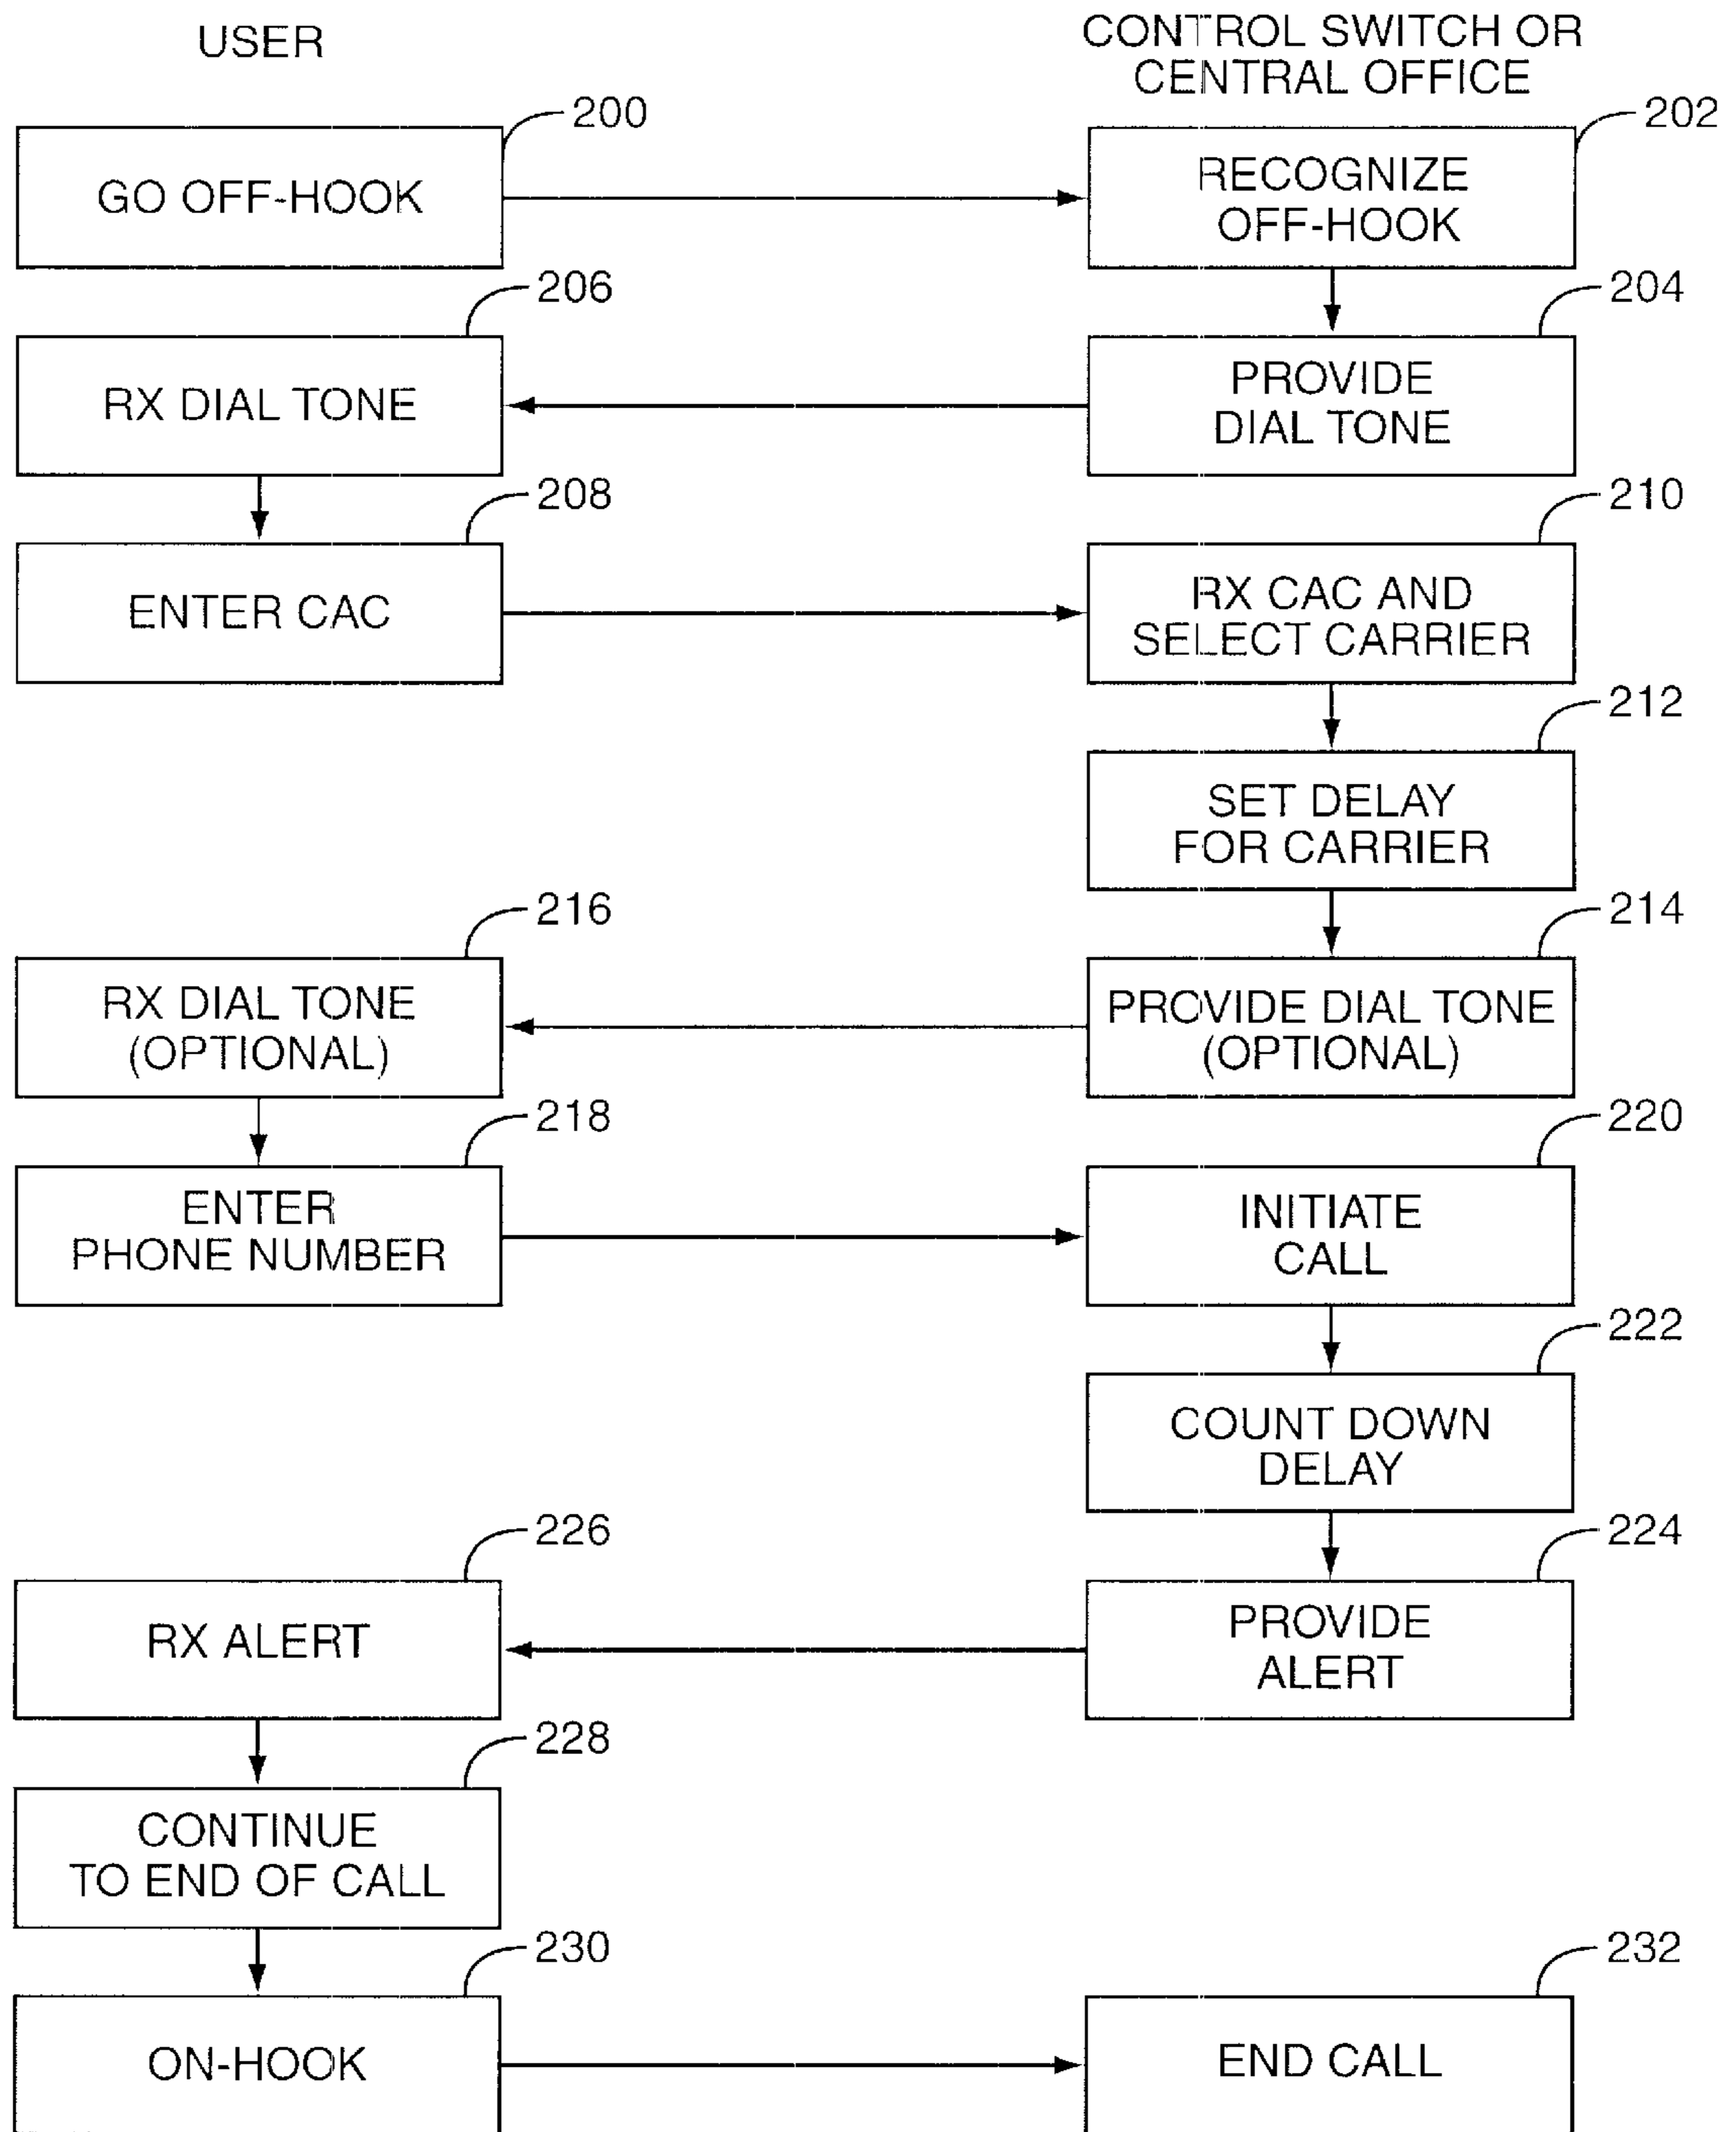 USER
CONTROL SWITCH OR
CENTRAL OFFICE
200
GO OFF-HOOK
202
RECOGNIZE
OFF-HOOK
204
PROVIDE
DIAL TONE
206
RX DIAL TONE
208
ENTER CAC
210
RX CAC AND
SELECT CARRIER
212
SET DELAY
FOR CARRIER
214
PROVIDE DIAL TONE
(OPTIONAL)
216
RX DIAL TONE
(OPTIONAL)
218
ENTER
PHONE NUMBER
220
INITIATE
CALL
222
COUNT DOWN
DELAY
224
PROVIDE
ALERT
226
RX ALERT
228
CONTINUE
TO END OF CALL
230
ON-HOOK
232
END CALL